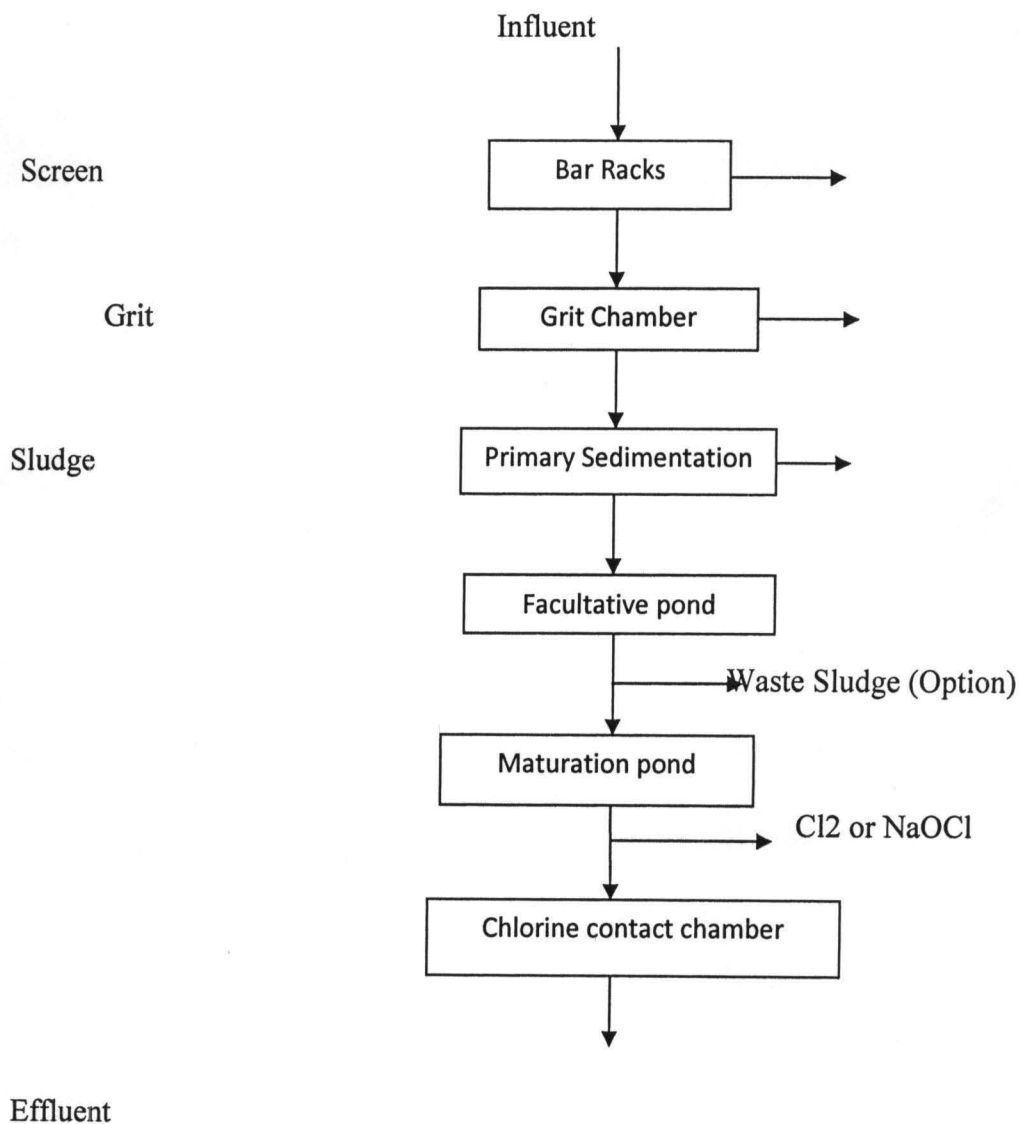 Influent
Screen
Bar Racks
Grit
Grit Chamber
Sludge
Primary Sedimentation
Facultative pond
Waste Sludge (Option)
Maturation pond
Cl2 or NaOCl
Chlorine contact chamber
Effluent